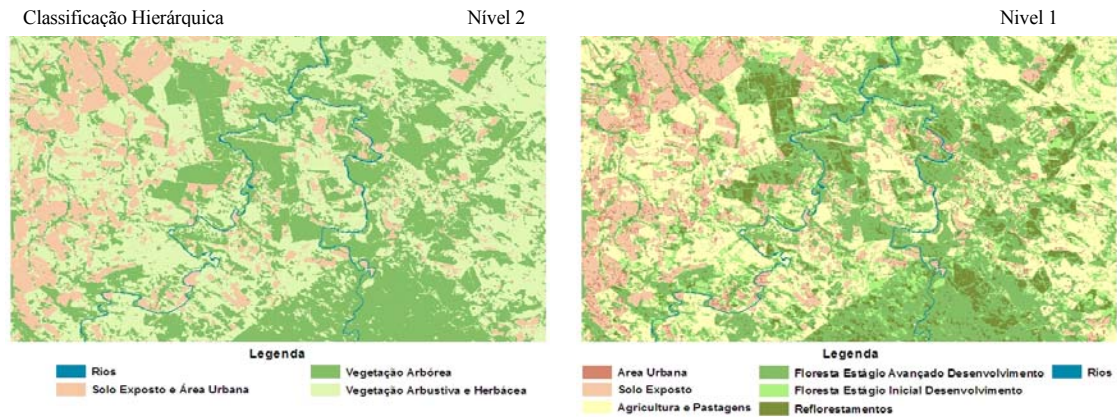 Classificação Hierárquica Nível 2 Nivel 1
Legenda
Rios
Vegetação Arbórea
Solo Exposto e Área Urbana
Vegetação Arbustiva e Herbácea
Legenda
Area Urbana
Floresta Estágio Avançado Desenvolvimento
Rios
Solo Exposto
Floresta Estágio Inicial Desenvolvimento
Agricultura e Pastagens
Reflorestamentos